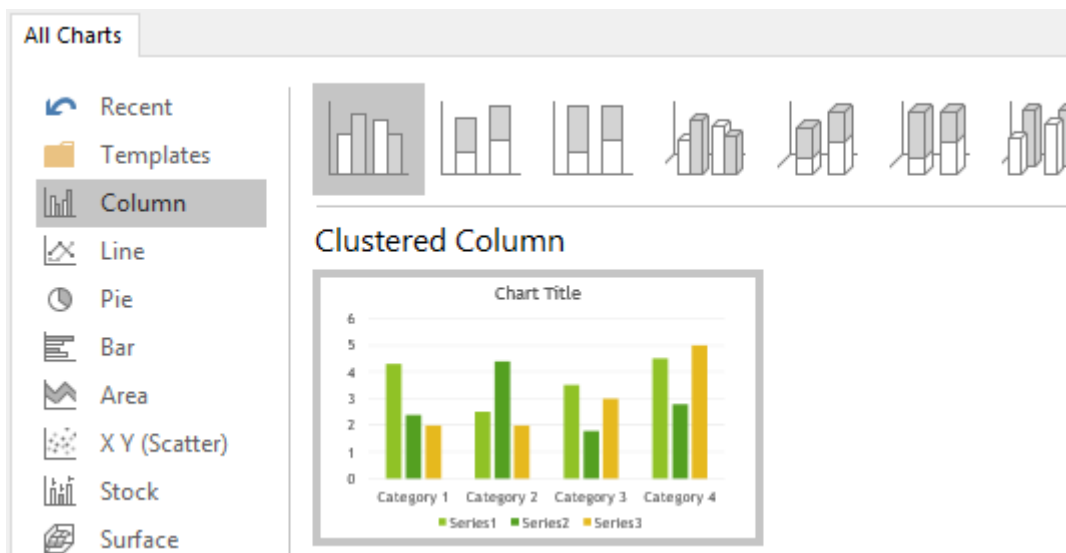 All Charts
Recent
Templates
Column
Line
Pie
Bar
Area
X Y (Scatter)
Stock
Surface
Clustered Column
Chart Title
6
5
4
3
2
1
0
Category 1 Category 2 Category 3 Category 4
Series1 Series2 Series3